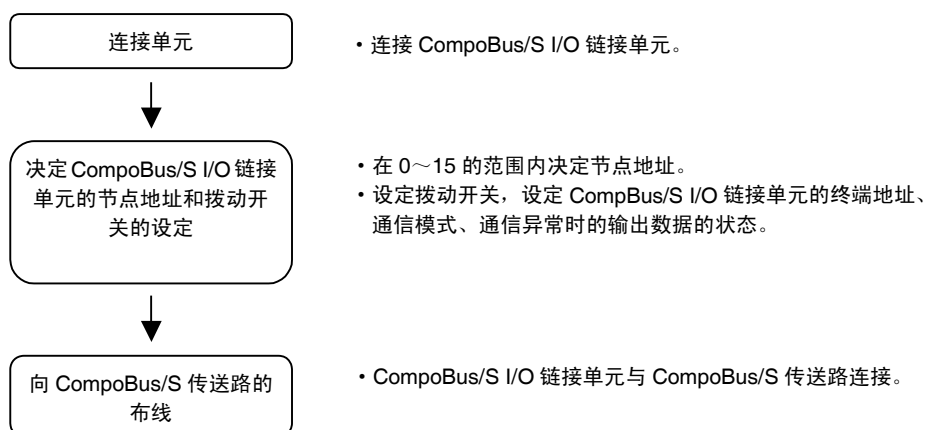 连接单元
・连接 CompoBus/S I/O 链接单元。
决定 CompoBus/S I/O 链接
单元的节点地址和拨动开
关的设定
・在 0～15 的范围内决定节点地址。
・设定拨动开关，设定 CompBus/S I/O 链接单元的终端地址、
通信模式、通信异常时的输出数据的状态。
向 CompoBus/S 传送路的
布线
・CompoBus/S I/O 链接单元与 CompoBus/S 传送路连接。